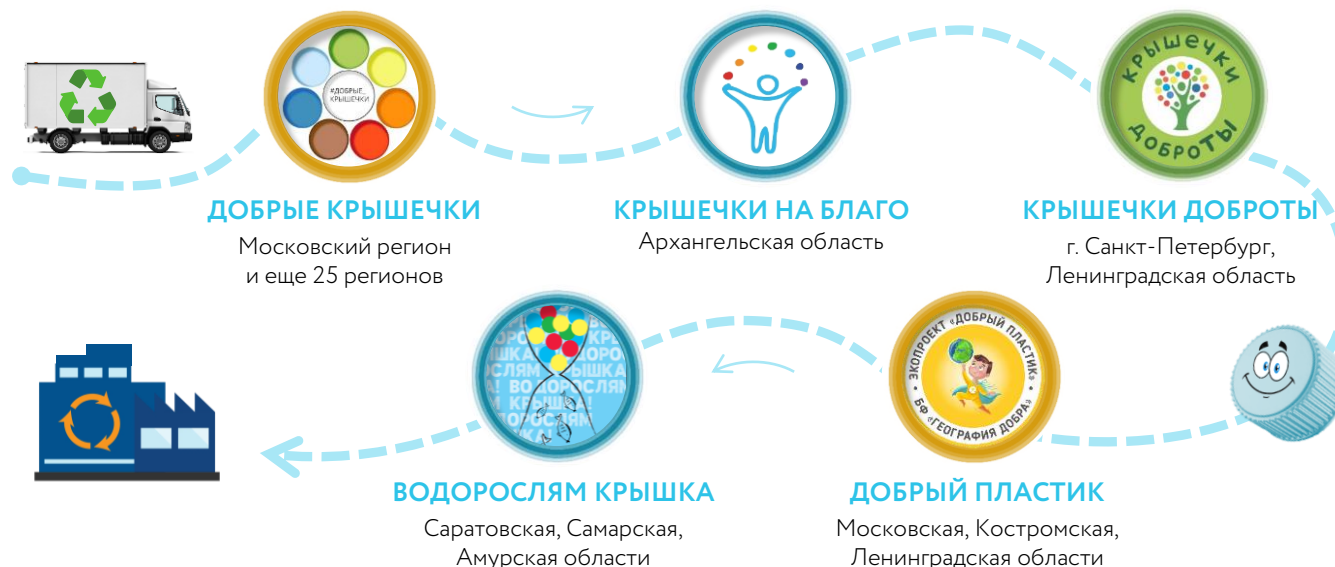 #ДОБРЫЕ_
КРЫШЕЧКИ
КРЫШЕЧКИ
ДОБРОТЫ
ДОБРЫЕ КРЫШЕЧКИ
Московский регион
и еще 25 регионов
КРЫШЕЧКИ НА БЛАГО
Архангельская область
КРЫШЕЧКИ ДОБРОТЫ
г. Санкт-Петербург,
Ленинградская область
ВОДОРОСЛЯМ КРЫШКА!
ЭКОПРОЕКТ «ДОБРЫЙ ПЛАСТИК»
БФ «ГЕОГРАФИЯ ДОБРА»
ВОДОРОСЛЯМ КРЫШКА
Саратовская, Самарская,
Амурская области
ДОБРЫЙ ПЛАСТИК
Московская, Костромская,
Ленинградская области